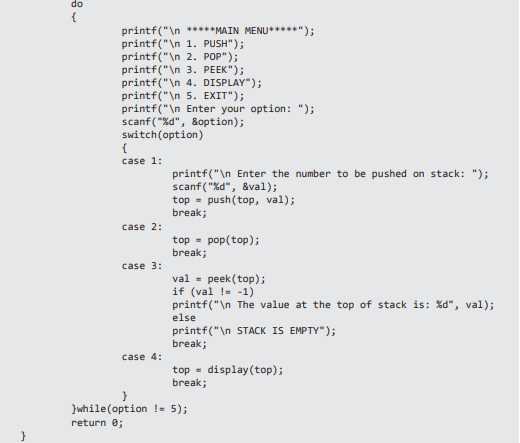 do
{
printf("\n *****MAIN MENU*****");
printf("\n 1. PUSH");
printf("\n 2. POP");
printf("\n 3. PEEK");
printf("\n 4. DISPLAY");
printf("\n 5. EXIT");
printf("\n Enter your option: ");
scanf("%d", &option);
switch(option)
{
case 1:
printf("\n Enter the number to be pushed on stack: ");
scanf("%d", &val);
top = push(top, val);
break;
case 2:
top = pop(top);
break;
case 3:
val = peek(top);
if (val != -1)
printf("\n The value at the top of stack is: %d", val);
else
printf("\n STACK IS EMPTY");
break;
case 4:
top = display(top);
break;
}
}while(option != 5);
return 0;
}